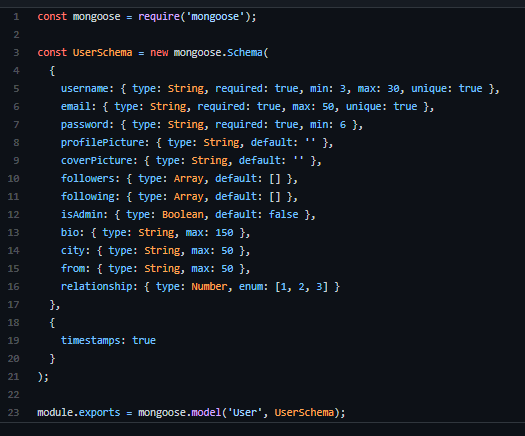 1 const mongoose = require('mongoose');
2
3 const UserSchema = new mongoose.Schema(
4 {
5 username: { type: String, required: true, min: 3, max: 30, unique: true },
6 email: { type: String, required: true, max: 50, unique: true },
7 password: { type: String, required: true, min: 6 },
8 profilePicture: { type: String, default: '' },
9 coverPicture: { type: String, default: '' },
10 followers: { type: Array, default: [] },
11 following: { type: Array, default: [] },
12 isAdmin: { type: Boolean, default: false },
13 bio: { type: String, max: 150 },
14 city: { type: String, max: 50 },
15 from: { type: String, max: 50 },
16 relationship: { type: Number, enum: [1, 2, 3] }
17 },
18 {
19 timestamps: true
20 }
21 );
22
23 module.exports = mongoose.model('User', UserSchema);